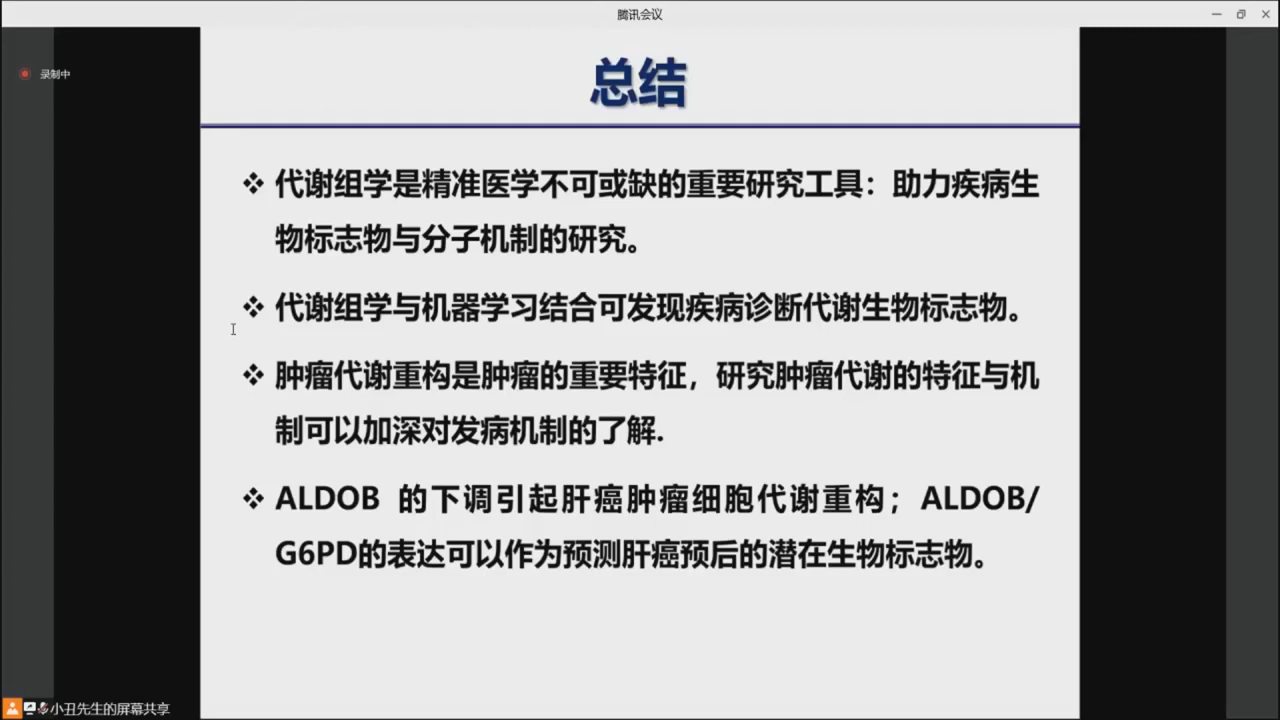 腾讯会议
录制中
总结
❖ 代谢组学是精准医学不可或缺的重要研究工具：助力疾病生
物标志物与分子机制的研究。
❖ 代谢组学与机器学习结合可发现疾病诊断代谢生物标志物。
❖ 肿瘤代谢重构是肿瘤的重要特征，研究肿瘤代谢的特征与机
制可以加深对发病机制的了解.
❖ ALDOB 的下调引起肝癌肿瘤细胞代谢重构；ALDOB/
G6PD的表达可以作为预测肝癌预后的潜在生物标志物。
小丑先生的屏幕共享